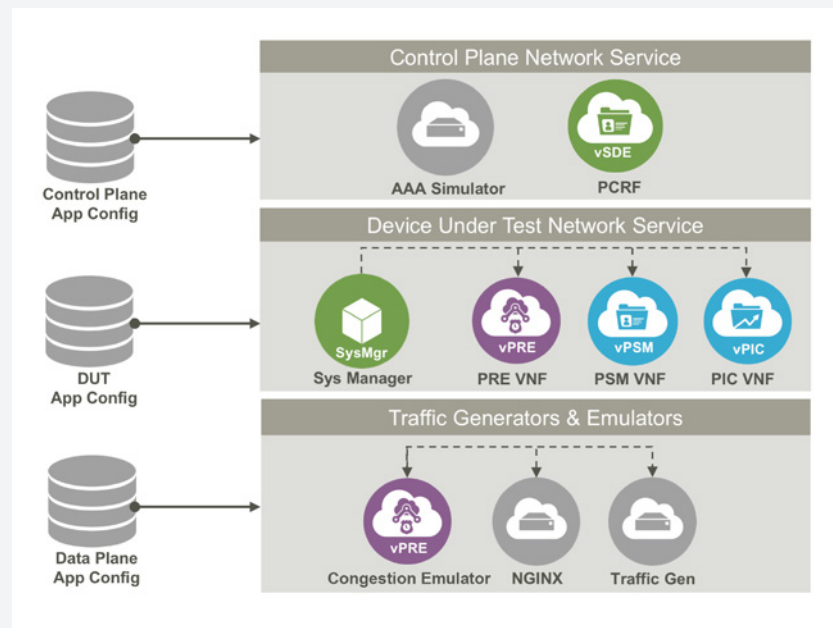 Control Plane Network Service
vSDE
AAA Simulator
PCRF
Control Plane
App Config
Device Under Test Network Service
SysMgr
vPRE
vPSM
vPIC
Sys Manager
PRE VNF
PSM VNF
PIC VNF
DUT
App Config
Traffic Generators & Emulators
vPRE
Congestion Emulator
NGINX
Traffic Gen
Data Plane
App Config